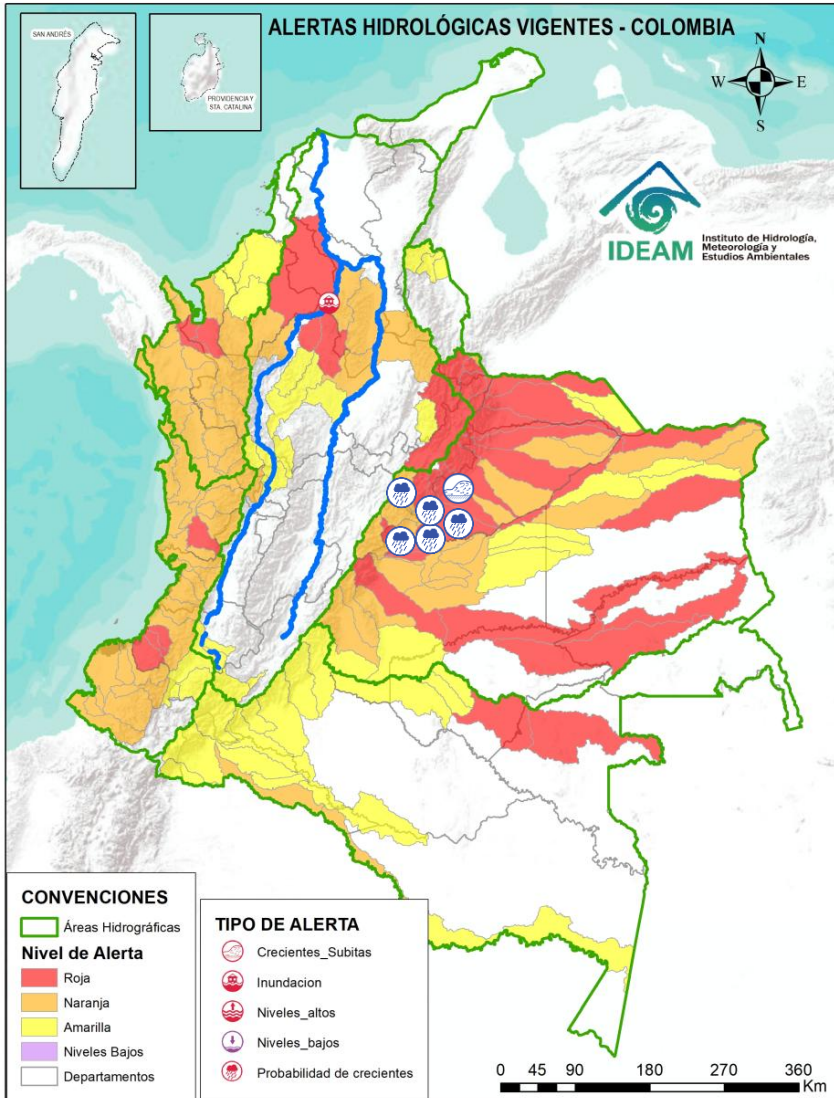 ALERTAS HIDROLÓGICAS VIGENTES - COLOMBIA
SAN ANDRÉS
PROVIDENCIA Y
STA. CATALINA
N
W
E
S
IDEAM
Instituto de Hidrología,
Meteorología y
Estudios Ambientales
CONVENCIONES
Áreas Hidrográficas
Nivel de Alerta
Roja
Naranja
Amarilla
Niveles Bajos
Departamentos
TIPO DE ALERTA
Crecientes_Subitas
Inundacion
Niveles_altos
Niveles_bajos
Probabilidad de crecientes
0 45 90 180 270 360
Km